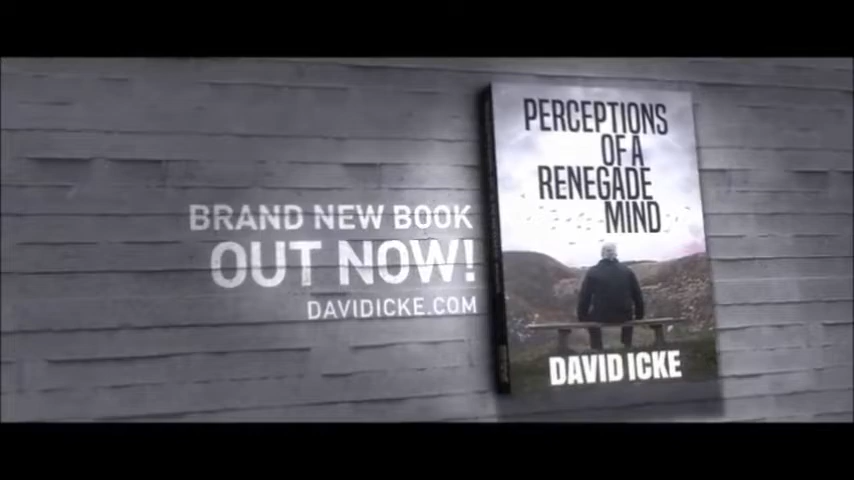 BRAND NEW BOOK
OUT NOW!
DAVIDICKE.COM
PERCEPTIONS
OF A
RENEGADE
MIND
DAVID ICKE